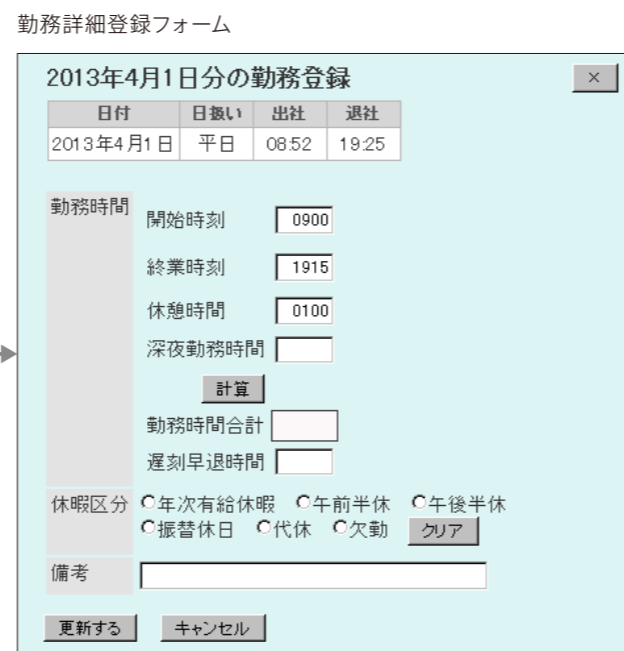 勤務詳細登録フォーム
2013年4月1日分の勤務登録 ×
日付 日扱い 出社 退社
2013年4月1日 平日 08:52 19:25
勤務時間
開始時刻 0900
終業時刻 1915
休憩時間 0100
深夜勤務時間
計算
勤務時間合計
遅刻早退時間
休暇区分 年次有給休暇 午前半休 午後半休
振替休日 代休 欠勤 クリア
備考
更新する キャンセル